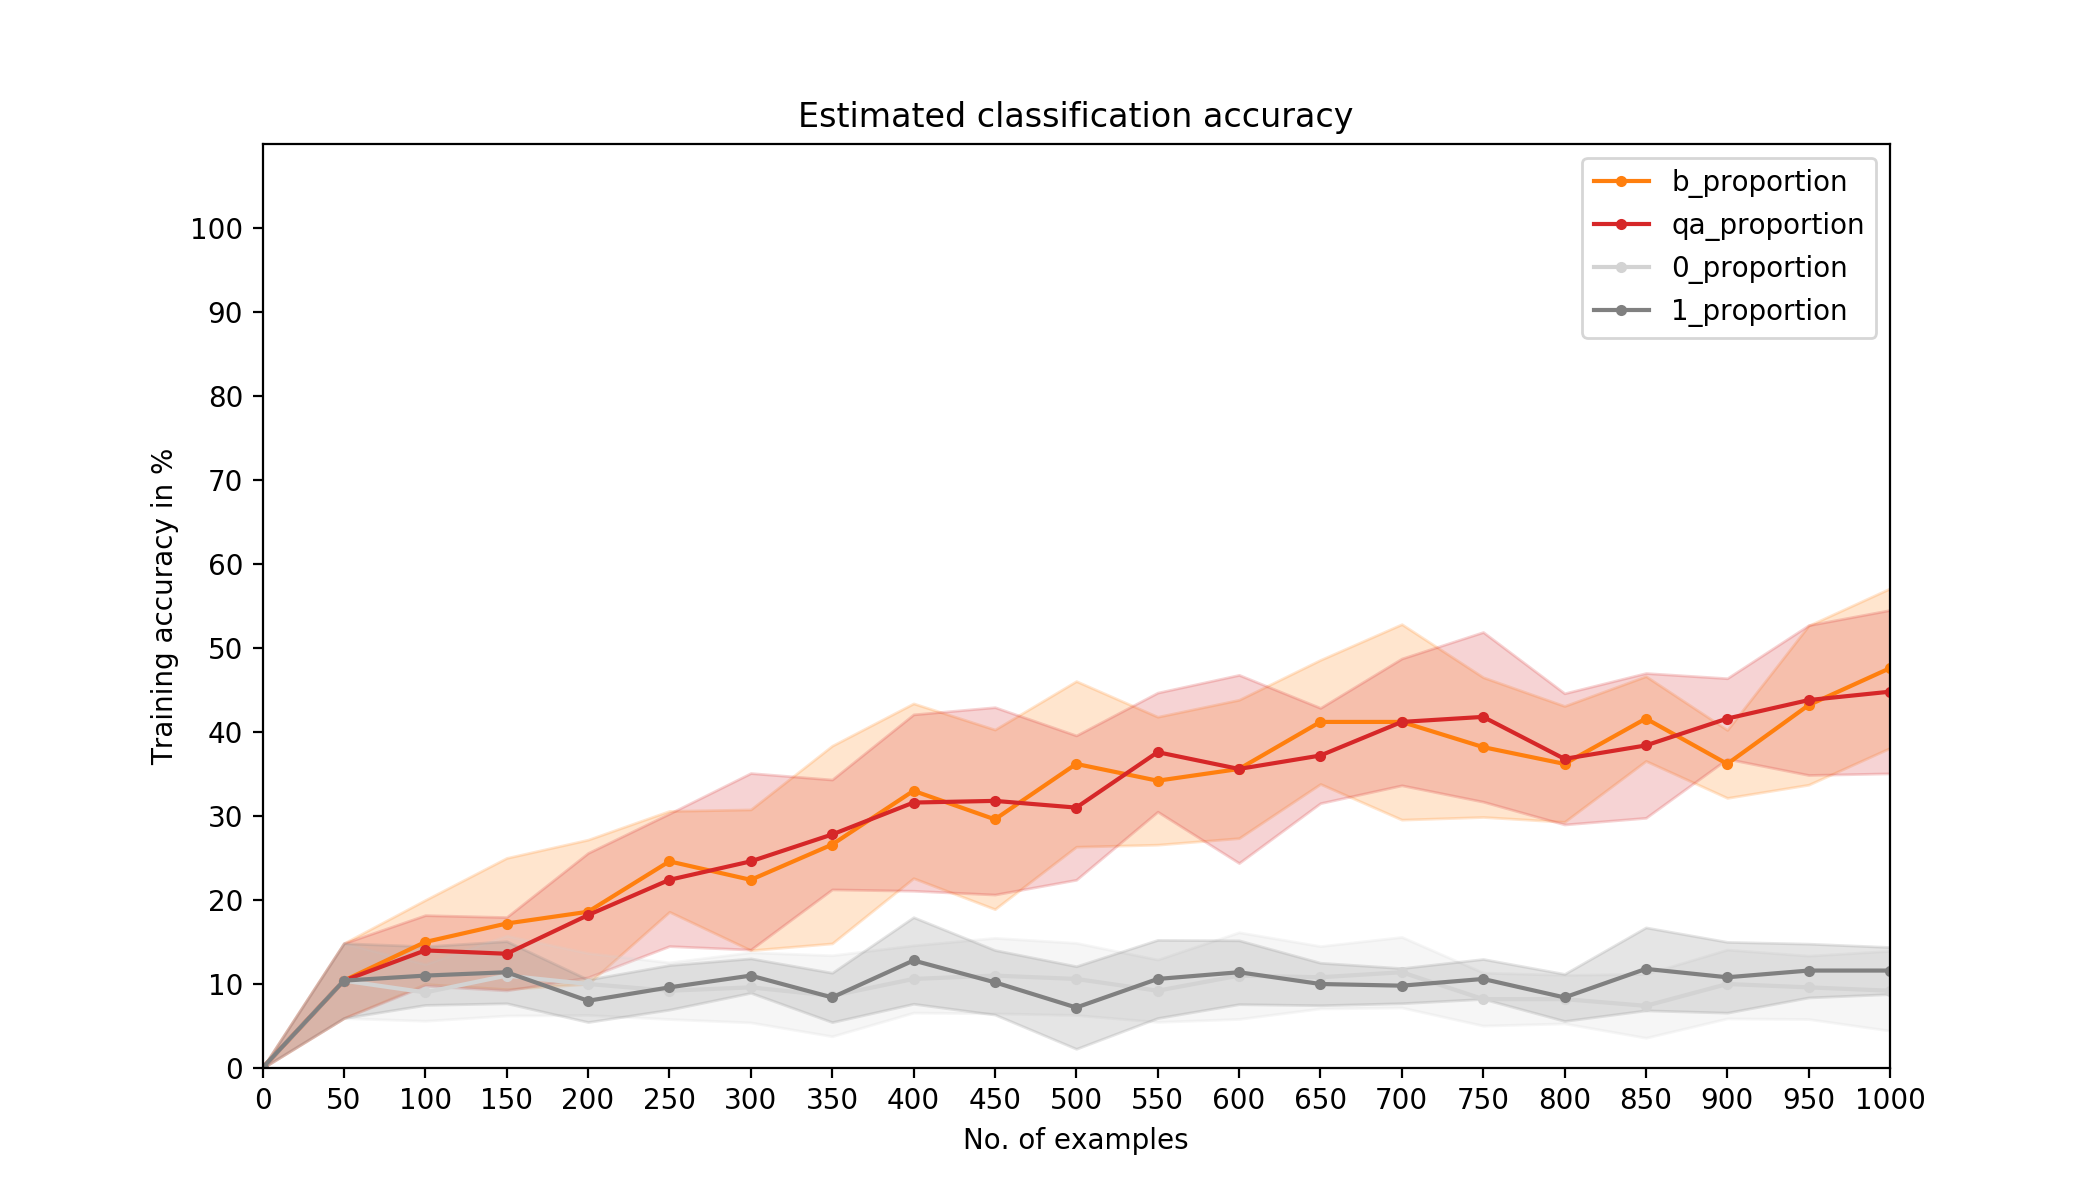 Estimated classification accuracy
b_proportion
qa_proportion
0_proportion
1_proportion
100
90
80
70
60
50
40
30
20
10
0
Training accuracy in %
0 50 100 150 200 250 300 350 400 450 500 550 600 650 700 750 800 850 900 950 1000
No. of examples